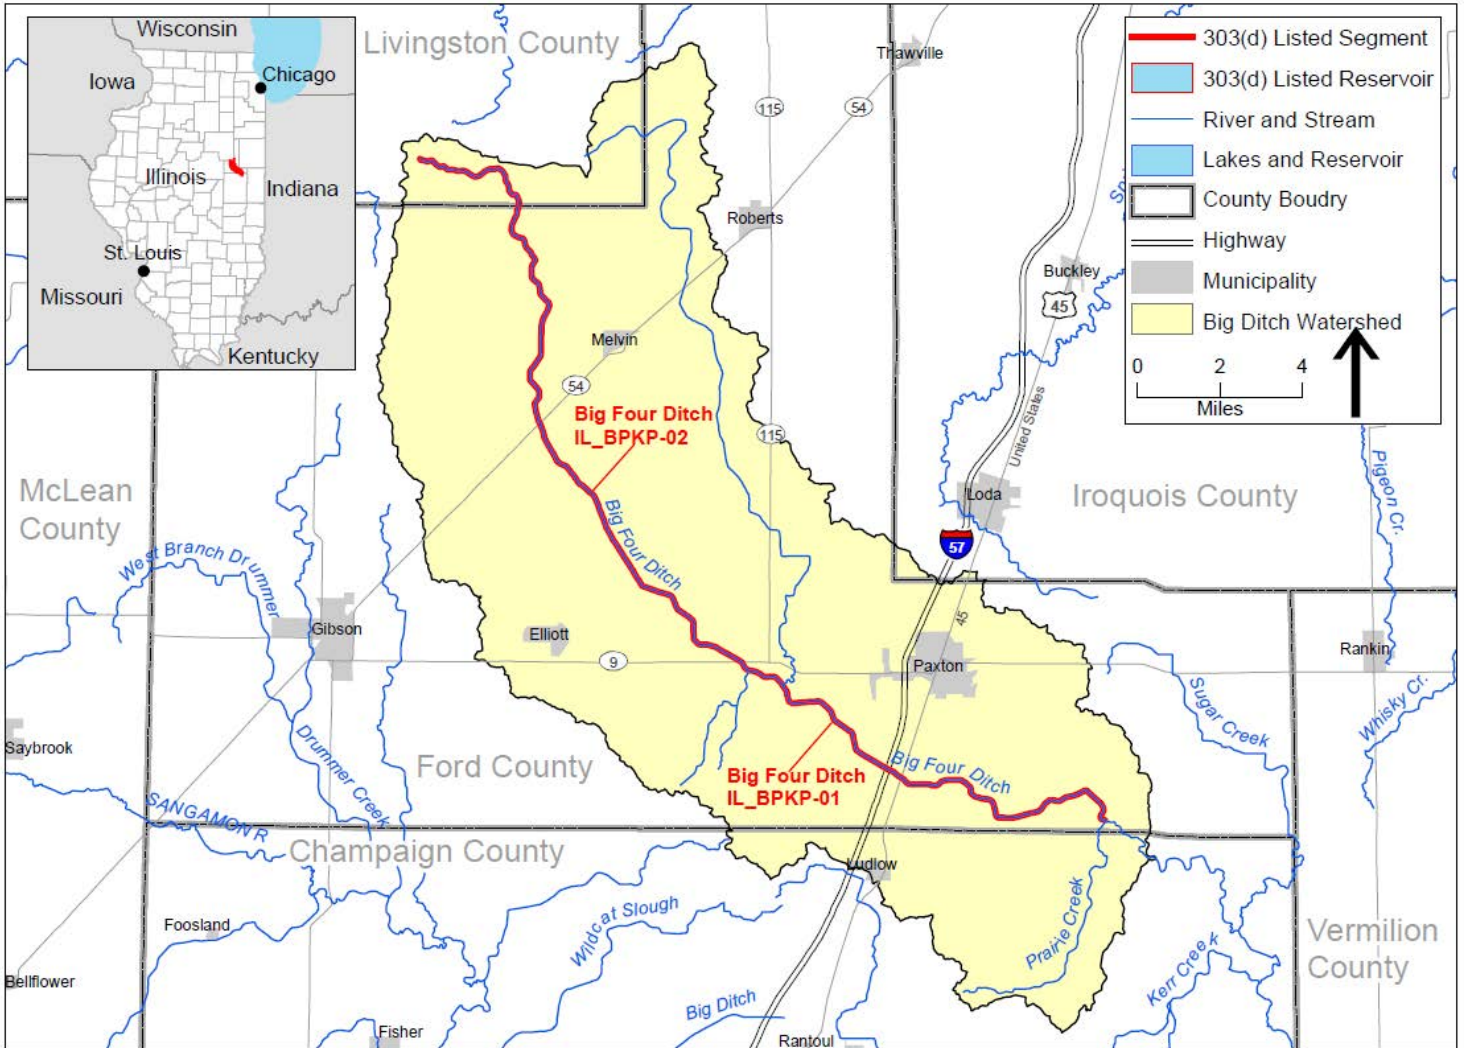 Wisconsin
Iowa
Chicago
Illinois
Indiana
St. Louis
Missouri
Kentucky
Livingston County
Thawville
115
54
Roberts
Buckley
45
Melvin
54
Big Four Ditch
IL_BPKP-02
115
United States
Loda
Iroquois County
Pigeon Cr.
57
McLean
County
West Branch Drummer
Big Four Ditch
Gibson
Elliott
9
45
Paxton
Rankin
Sugar Creek
Whisky Cr.
Saybrook
Drummer Creek
Ford County
Big Four Ditch
IL_BPKP-01
Big Four Ditch
SANGAMON R
Champaign County
Ludlow
Foosland
Wildcat Slough
Prairie Creek
Kerr Creek
Vermilion
County
Bellflower
Big Ditch
Fisher
Rantoul
303(d) Listed Segment
303(d) Listed Reservoir
River and Stream
Lakes and Reservoir
County Boudry
Highway
Municipality
Big Ditch Watershed
0 2 4
Miles